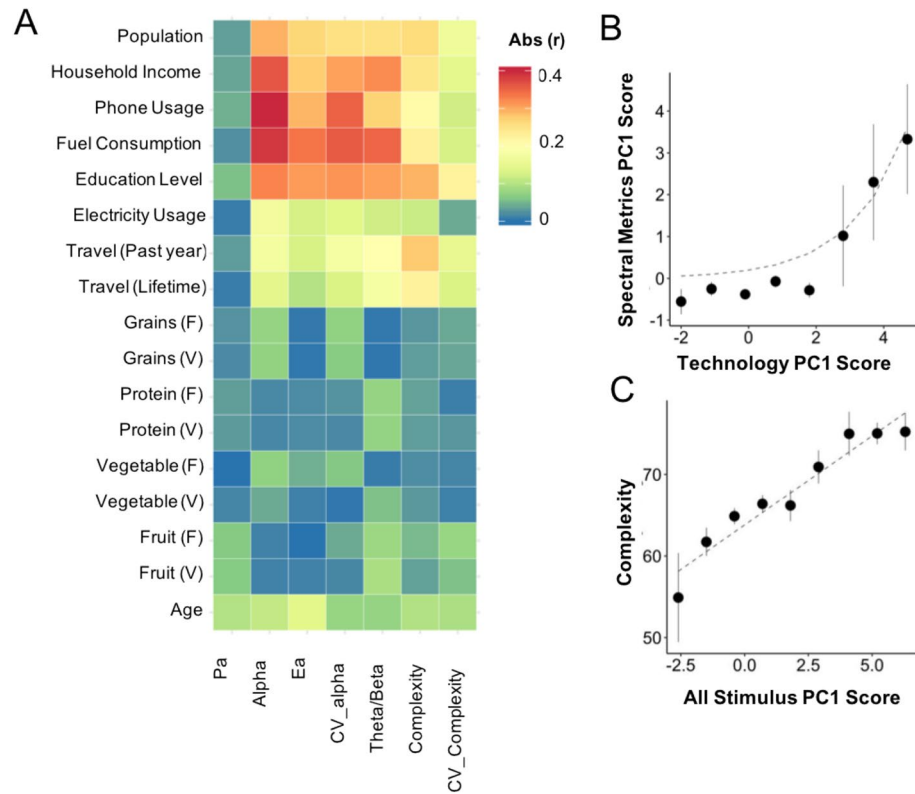 A
Population
Household Income
Phone Usage
Fuel Consumption
Education Level
Electricity Usage
Travel (Past year)
Travel (Lifetime)
Grains (F)
Grains (V)
Protein (F)
Protein (V)
Vegetable (F)
Vegetable (V)
Fruit (F)
Fruit (V)
Age
Pa
Alpha
Ea
CV_alpha
Theta/Beta
Complexity
CV_Complexity
Abs (r)
0.4
0.2
0
B
Spectral Metrics PC1 Score
4
3
2
1
0
-1
-2
0
2
4
Technology PC1 Score
C
Complexity
70
60
50
-2.5
0.0
2.5
5.0
All Stimulus PC1 Score